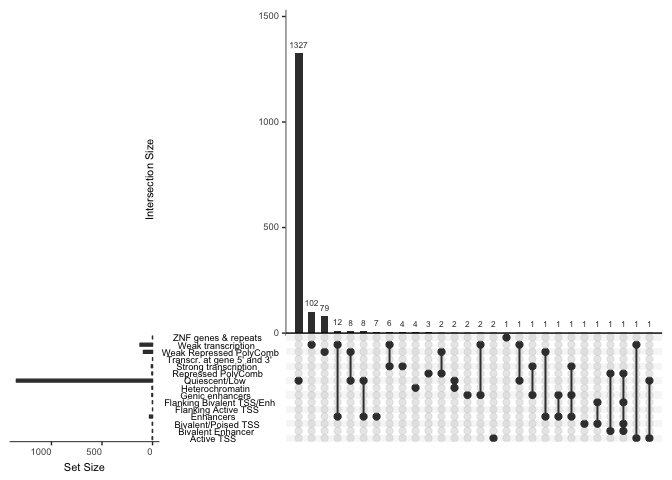 1500
1327
1000
Intersection Size
500
102 79
12 8 8 7 6 4 4 3 2 2 2 2 2 1 1 1 1 1 1 1 1 1 1 1 1
0
ZNF genes & repeats
Weak transcription
Weak Repressed PolyComb
Transcr. at gene 5' and 3'
Strong transcription
Repressed PolyComb
Quiescent/Low
Heterochromatin
Genic enhancers
Flanking Bivalent TSS/Enh
Flanking Active TSS
Enhancers
Bivalent/Poised TSS
Bivalent Enhancer
Active TSS
1000 500 0
Set Size